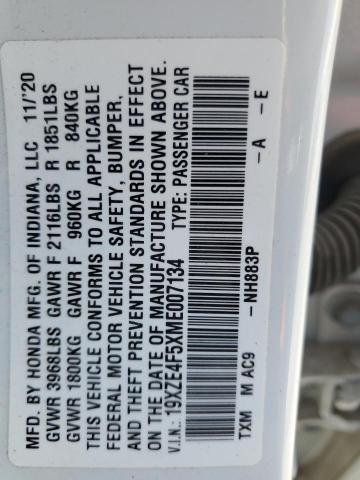 MFD. BY HONDA MFG. OF INDIANA, LLC 11/'20
GVWR 3968LBS GAWR F 2116LBS R 1851LBS
GVWR 1800KG GAWR F 960KG R 840KG
THIS VEHICLE CONFORMS TO ALL APPLICABLE
FEDERAL MOTOR VEHICLE SAFETY, BUMPER,
AND THEFT PREVENTION STANDARDS IN EFFECT
ON THE DATE OF MANUFACTURE SHOWN ABOVE.
V.I.N.: 19XZE4F5XME007134 TYPE: PASSENGER CAR
TXM M AC9 -NH883P -A -E